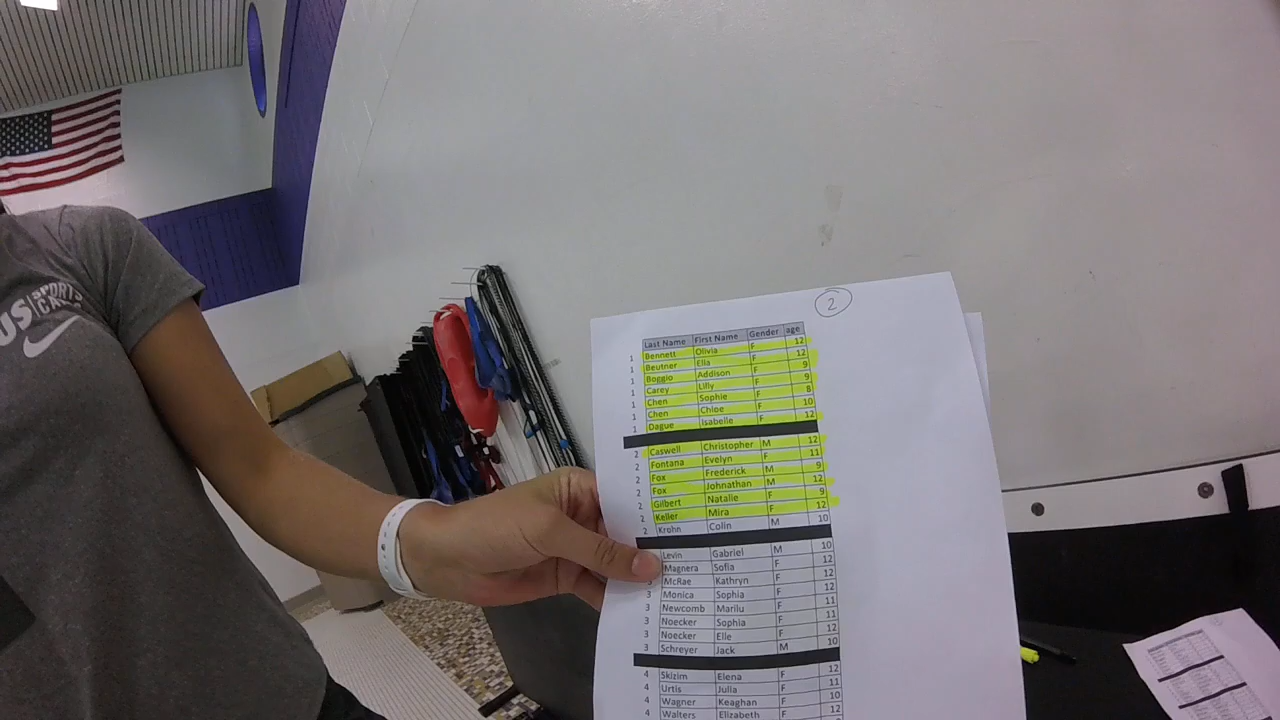 US SPORTS
2
Last Name First Name Gender age
1 Bennett Olivia F 12
1 Beutner Ella F 12
1 Boggio Addison F 9
1 Carey Lilly F 9
1 Chen Sophie F 8
1 Chen Chloe F 10
1 Dague Isabelle F 12
2 Caswell Christopher M 12
2 Fontana Evelyn F 11
2 Fox Frederick M 9
2 Fox Johnathan M 12
2 Gilbert Natalie F 9
2 Keller Mira F 12
2 Krohn Colin M 10
Levin Gabriel M 10
Magnera Sofia F 12
3 McRae Kathryn F 12
3 Monica Sophia F 12
3 Newcomb Marilu F 11
3 Noecker Sophia F 11
3 Noecker Elle F 12
3 Schreyer Jack M 10
4 Skizim Elena F 12
4 Urtis Julia F 11
4 Wagner Keaghan F 10
4 Walters Elizabeth F 12